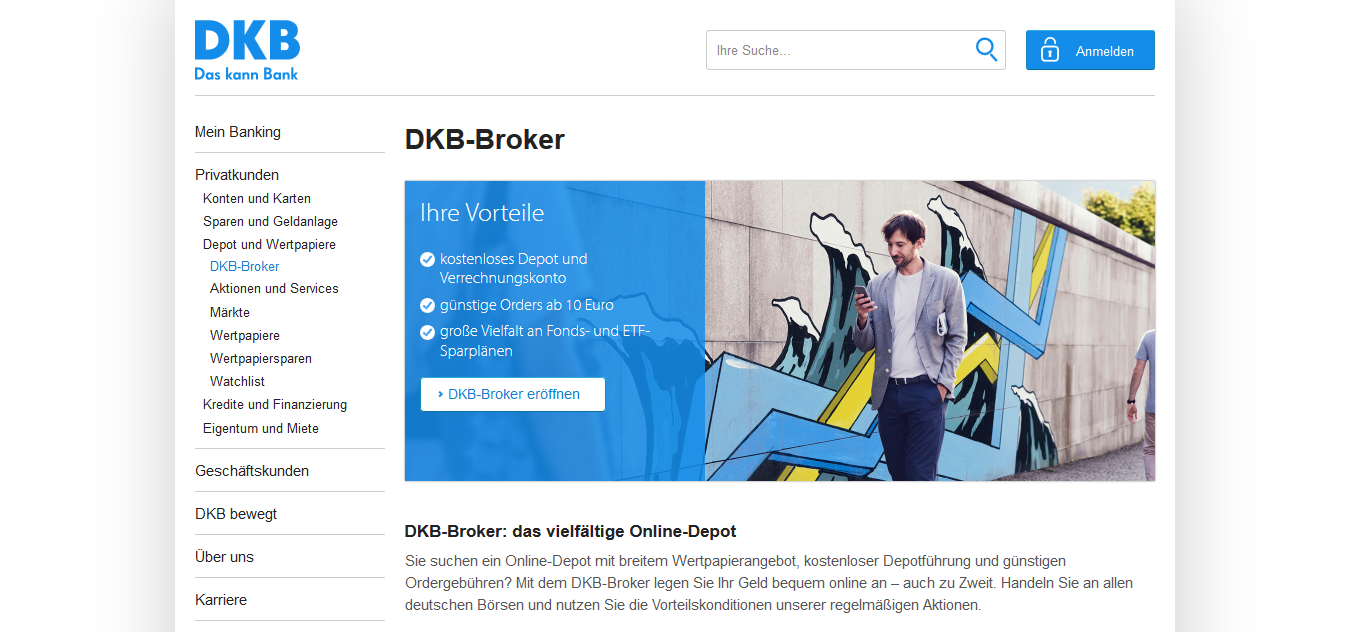 DKB
Das kann Bank
Ihre Suche...
Anmelden
Mein Banking
Privatkunden
Konten und Karten
Sparen und Geldanlage
Depot und Wertpapiere
DKB-Broker
Aktionen und Services
Märkte
Wertpapiere
Wertpapiersparen
Watchlist
Kredite und Finanzierung
Eigentum und Miete
Geschäftskunden
DKB bewegt
Über uns
Karriere
DKB-Broker
Ihre Vorteile
kostenloses Depot und
Verrechnungskonto
günstige Orders ab 10 Euro
große Vielfalt an Fonds- und ETF-
Sparplänen
› DKB-Broker eröffnen
DKB-Broker: das vielfältige Online-Depot
Sie suchen ein Online-Depot mit breitem Wertpapierangebot, kostenloser Depotführung und günstigen
Ordergebühren? Mit dem DKB-Broker legen Sie Ihr Geld bequem online an – auch zu Zweit. Handeln Sie an allen
deutschen Börsen und nutzen Sie die Vorteilskonditionen unserer regelmäßigen Aktionen.